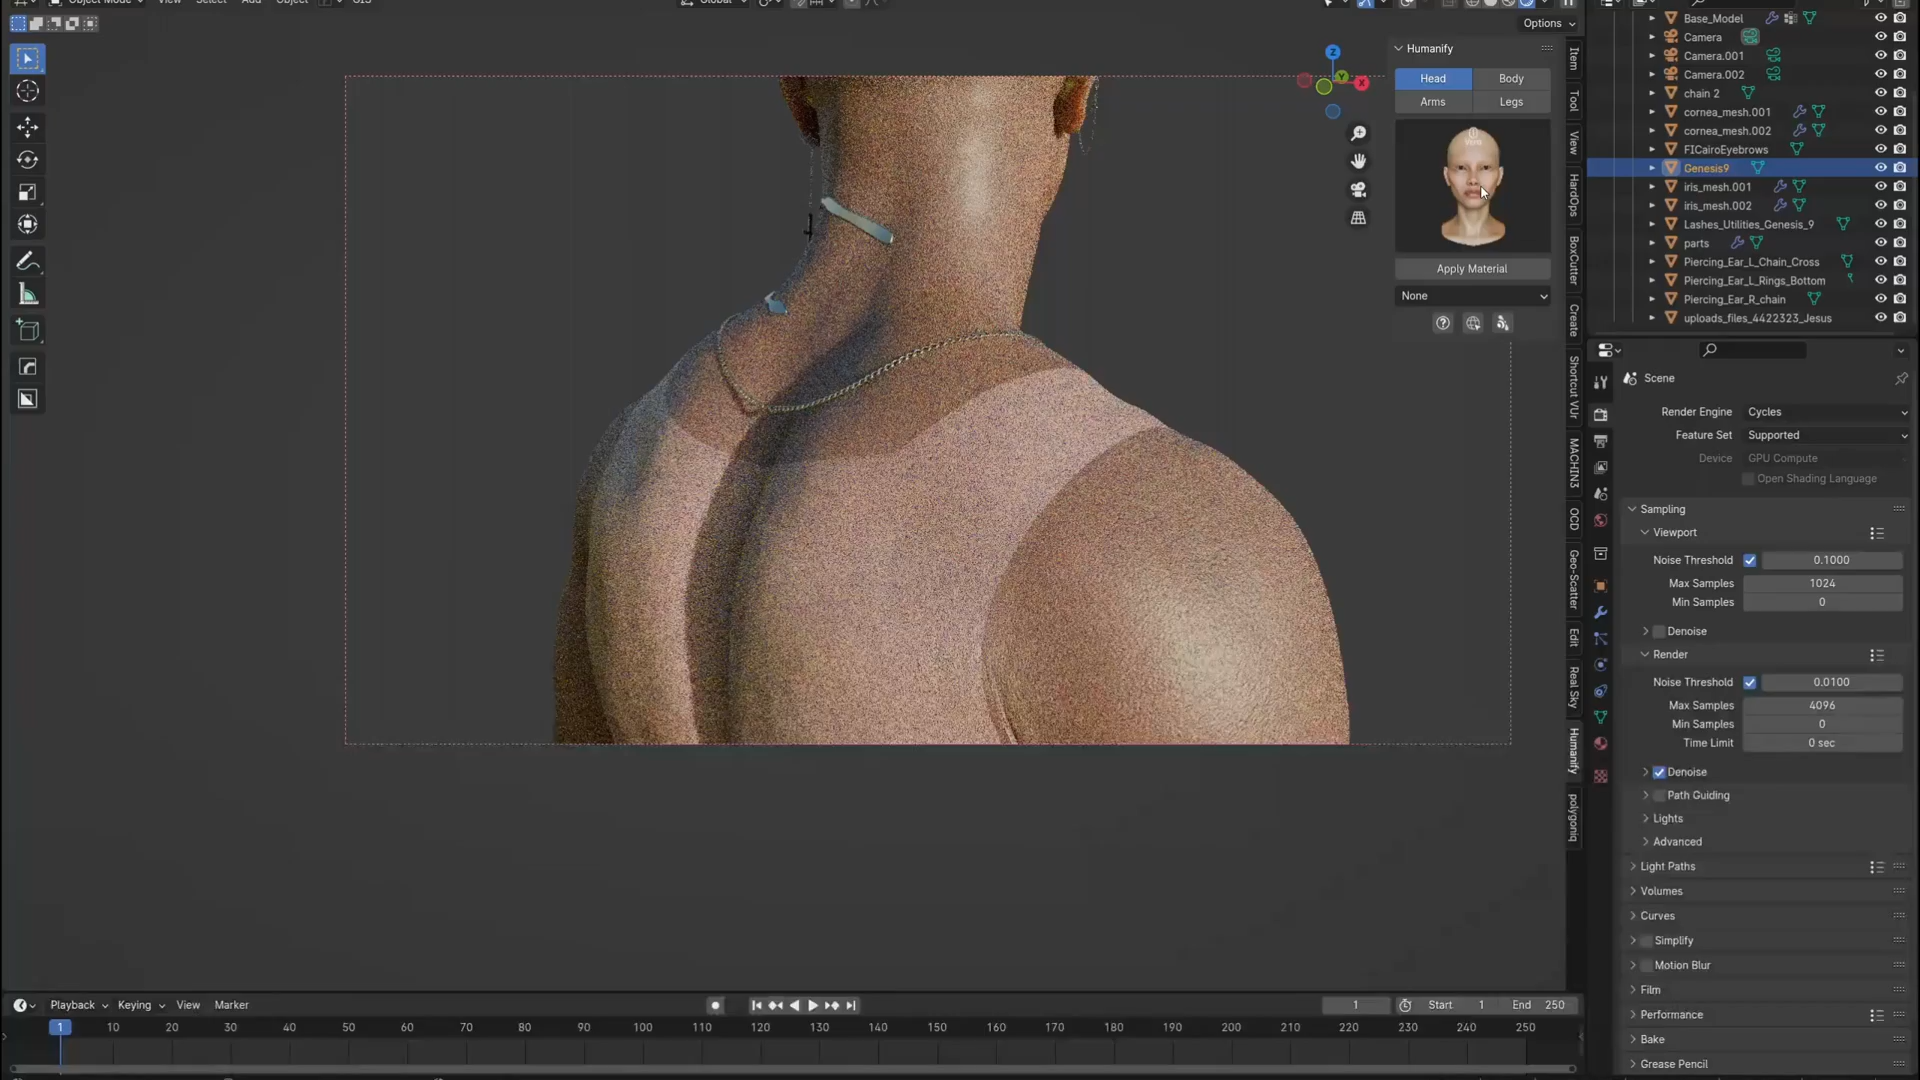 Object Mode View Select Add Object GIS Global
Options
Humanify
Head Body
Arms Legs
Apply Material
None
Item
Tool
View
HardOps
BoxCutter
Create
Shortcut VUr
MACHIN3
OCD
Geo-Scatter
Edit
Real Sky
Humanify
polygoniq
Base_Model
Camera
Camera.001
Camera.002
chain 2
cornea_mesh.001
cornea_mesh.002
FICairoEyebrows
Genesis9
iris_mesh.001
iris_mesh.002
Lashes_Utilities_Genesis_9
parts
Piercing_Ear_L_Chain_Cross
Piercing_Ear_L_Rings_Bottom
Piercing_Ear_R_chain
uploads_files_4422323_Jesus
Scene
Render Engine Cycles
Feature Set Supported
Device GPU Compute
Open Shading Language
Sampling
Viewport
Noise Threshold 0.1000
Max Samples 1024
Min Samples 0
Denoise
Render
Noise Threshold 0.0100
Max Samples 4096
Min Samples 0
Time Limit 0 sec
Denoise
Path Guiding
Lights
Advanced
Light Paths
Volumes
Curves
Simplify
Motion Blur
Film
Performance
Bake
Grease Pencil
Playback Keying View Marker 1 Start 1 End 250
1 10 20 30 40 50 60 70 80 90 100 110 120 130 140 150 160 170 180 190 200 210 220 230 240 250